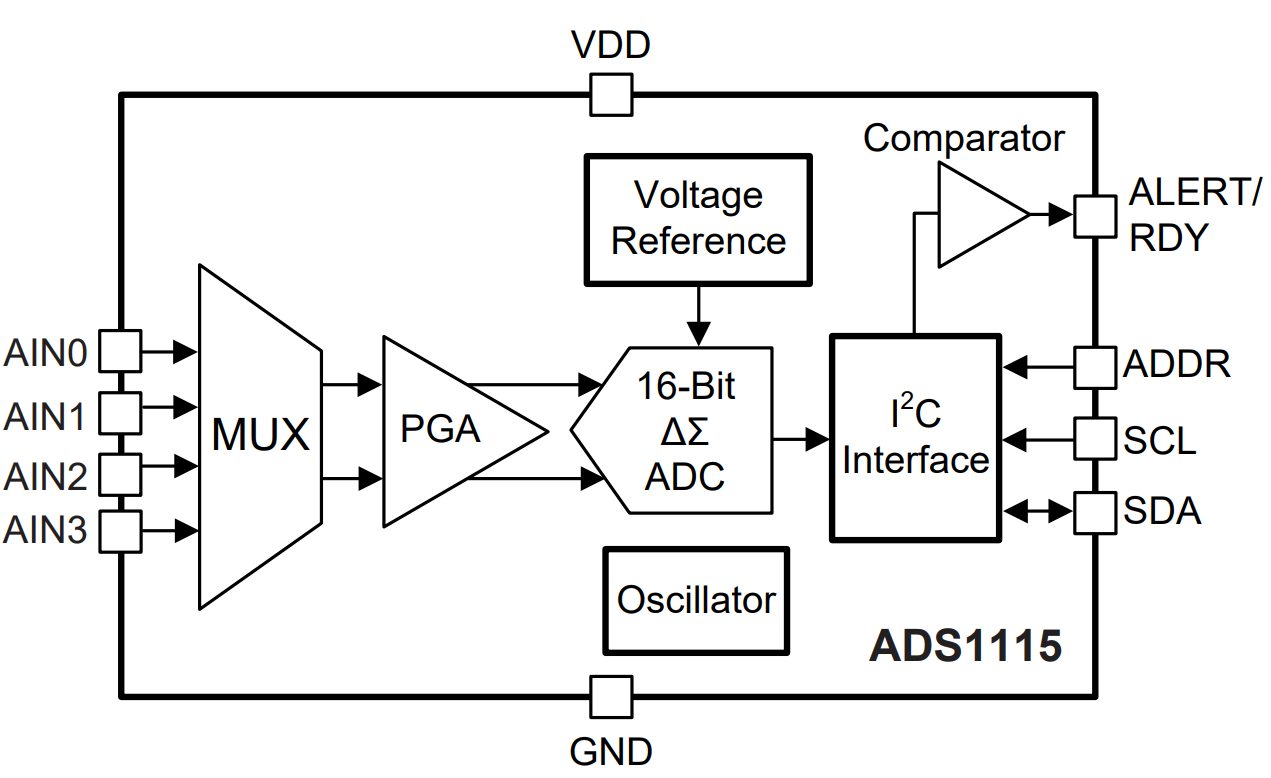 VDD
Comparator
Voltage
Reference
ALERT/
RDY
AIN0
AIN1
AIN2
AIN3
MUX
PGA
16-Bit
ΔΣ
ADC
I²C
Interface
ADDR
SCL
SDA
Oscillator
ADS1115
GND